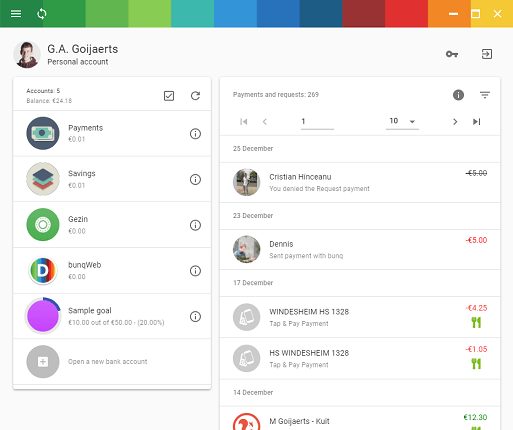 G.A. Goijaerts
Personal account
Accounts: 5
Balance: €24.18
Payments
€0.01
Savings
€0.01
Gezin
€0.00
D
bunqWeb
€0.00
Sample goal
€10.00 out of €50.00 - (20.00%)
Open a new bank account
Payments and requests: 269
1
10
25 December
Cristian Hinceanu
-€5.00
You denied the Request payment
23 December
Dennis
-€5.00
Sent payment with bunq
17 December
WINDESHEIM HS 1328
-€4.25
Tap & Pay Payment
HS WINDESHEIM 1328
-€1.05
Tap & Pay Payment
14 December
M Goijaerts - Kuit
€12.30